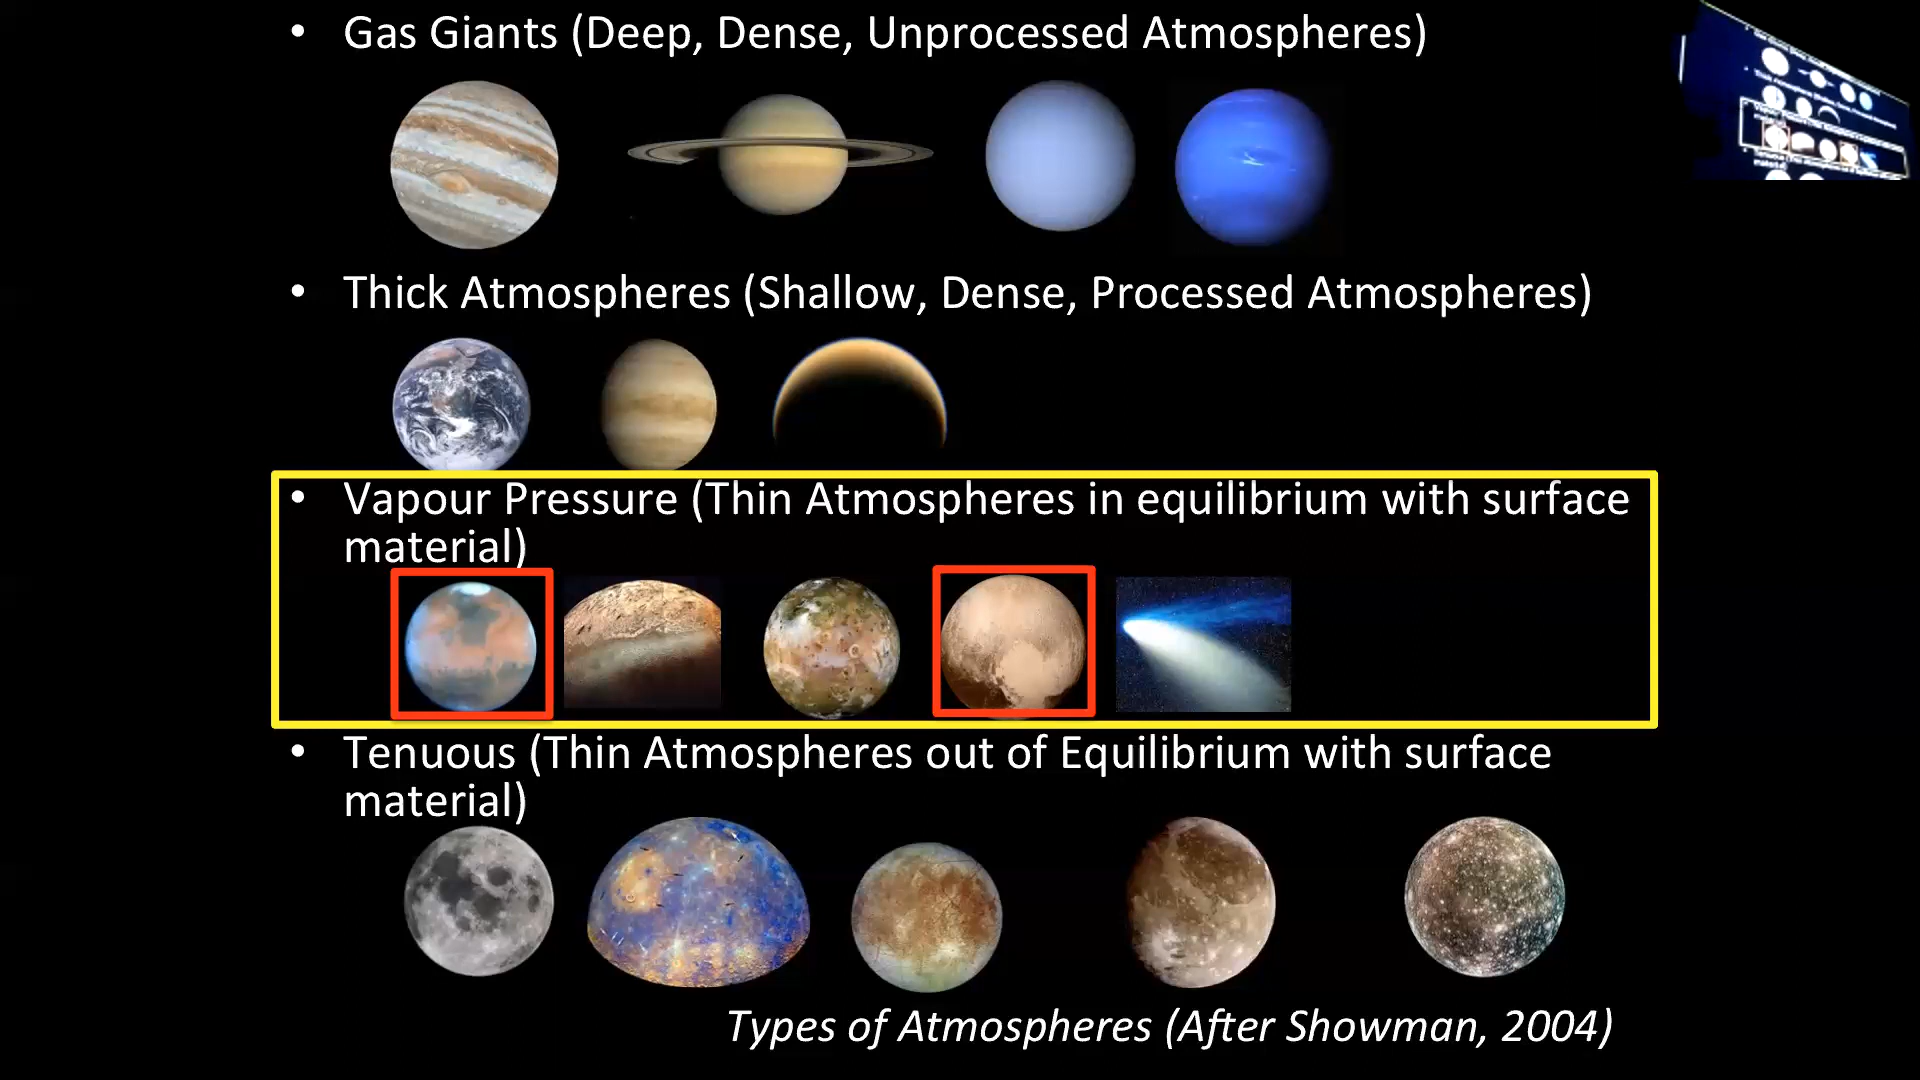 • Gas Giants (Deep, Dense, Unprocessed Atmospheres)
• Thick Atmospheres (Shallow, Dense, Processed Atmospheres)
• Vapour Pressure (Thin Atmospheres in equilibrium with surface
material)
• Tenuous (Thin Atmospheres out of Equilibrium with surface
material)
Types of Atmospheres (After Showman, 2004)